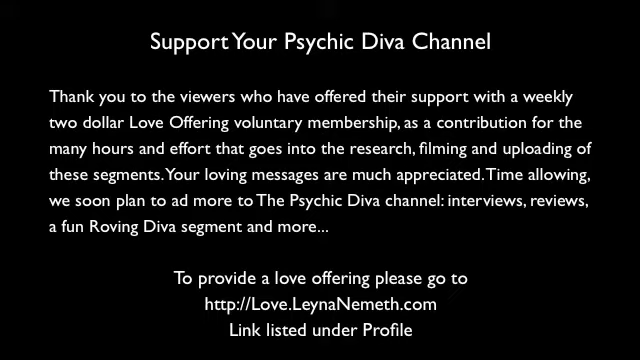 Support Your Psychic Diva Channel
Thank you to the viewers who have offered their support with a weekly
two dollar Love Offering voluntary membership, as a contribution for the
many hours and effort that goes into the research, filming and uploading of
these segments. Your loving messages are much appreciated. Time allowing,
we soon plan to ad more to The Psychic Diva channel: interviews, reviews,
a fun Roving Diva segment and more...
To provide a love offering please go to
http://Love.LeynaNemeth.com
Link listed under Profile